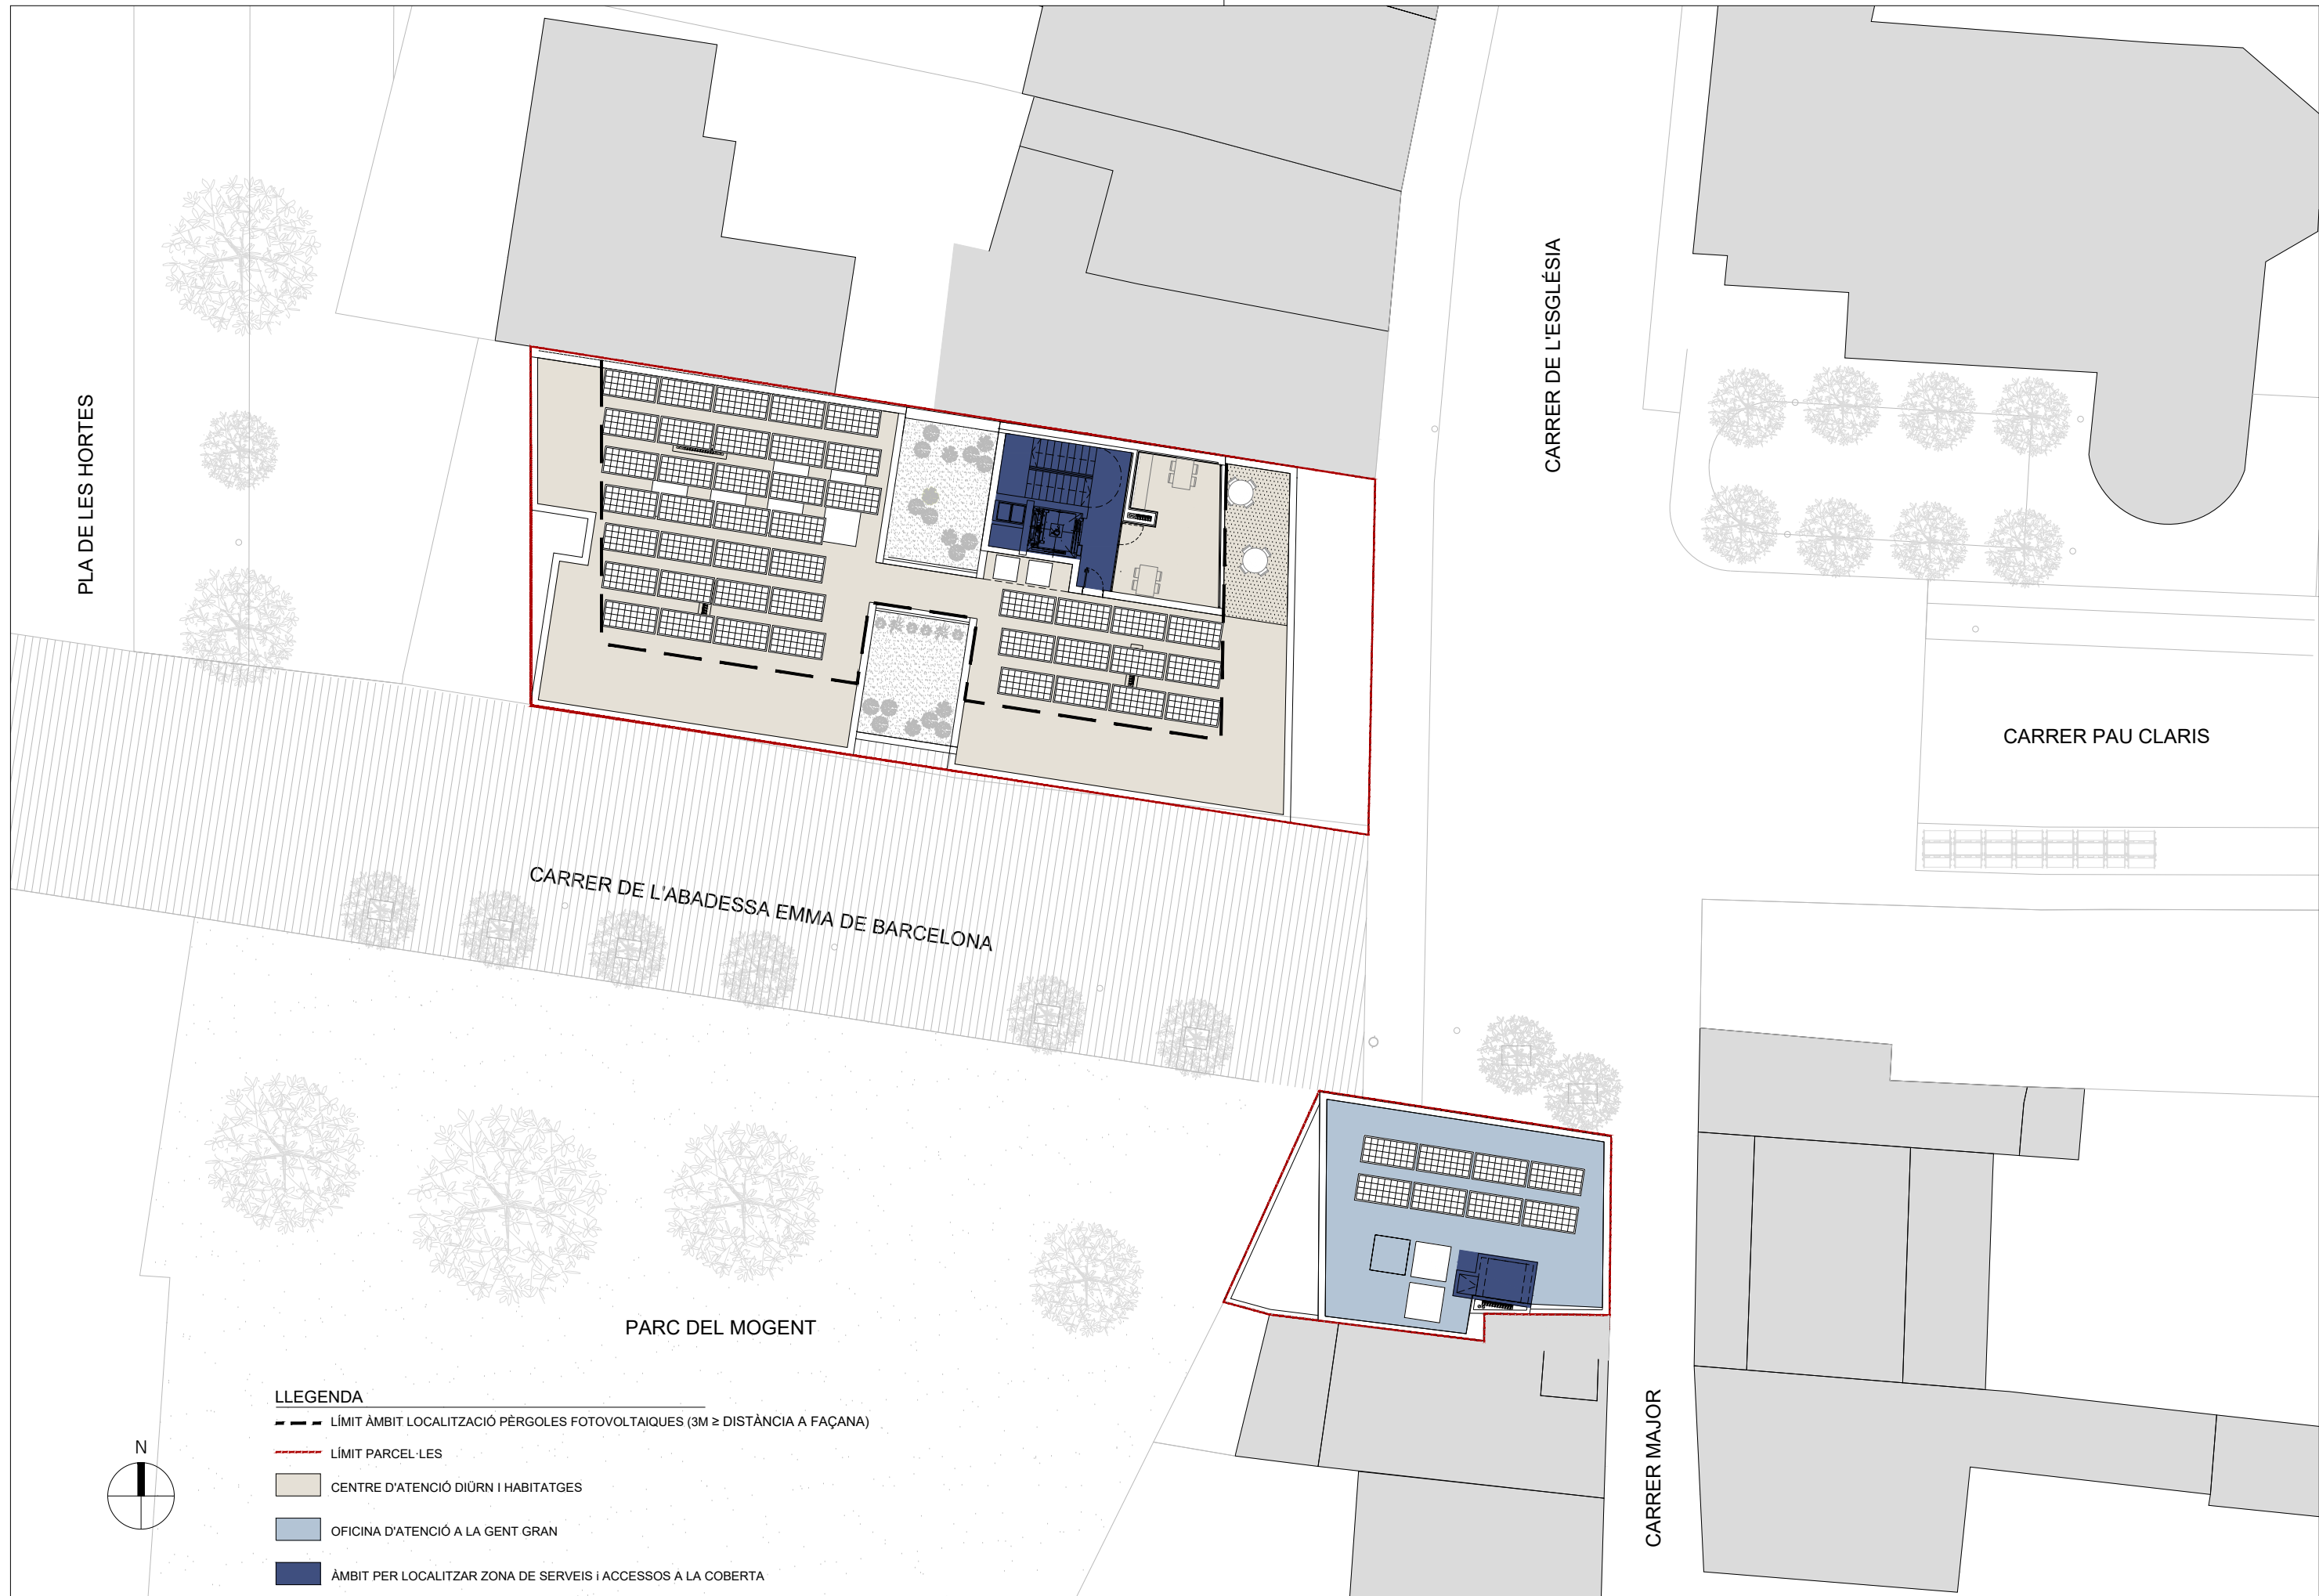 CARRER DE L'ESGLÉSIA
PLA DE LES HORTES
CARRER PAU CLARIS
CARRER DE L'ABADESSA EMMA DE BARCELONA
PARC DEL MOGENT
CARRER MAJOR
LLEGENDA
LÍMIT ÀMBIT LOCALITZACIÓ PÈRGOLES FOTOVOLTAIQUES (3M ≥ DISTÀNCIA A FAÇANA)
LÍMIT PARCEL·LES
CENTRE D'ATENCIÓ DIÜRN I HABITATGES
OFICINA D'ATENCIÓ A LA GENT GRAN
ÀMBIT PER LOCALITZAR ZONA DE SERVEIS i ACCESSOS A LA COBERTA
N